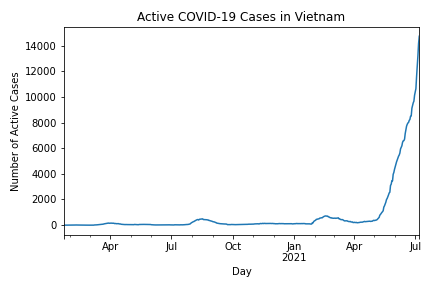 Active COVID-19 Cases in Vietnam
Number of Active Cases
14000
12000
10000
8000
6000
4000
2000
0
Apr
Jul
Oct
Jan
2021
Apr
Jul
Day